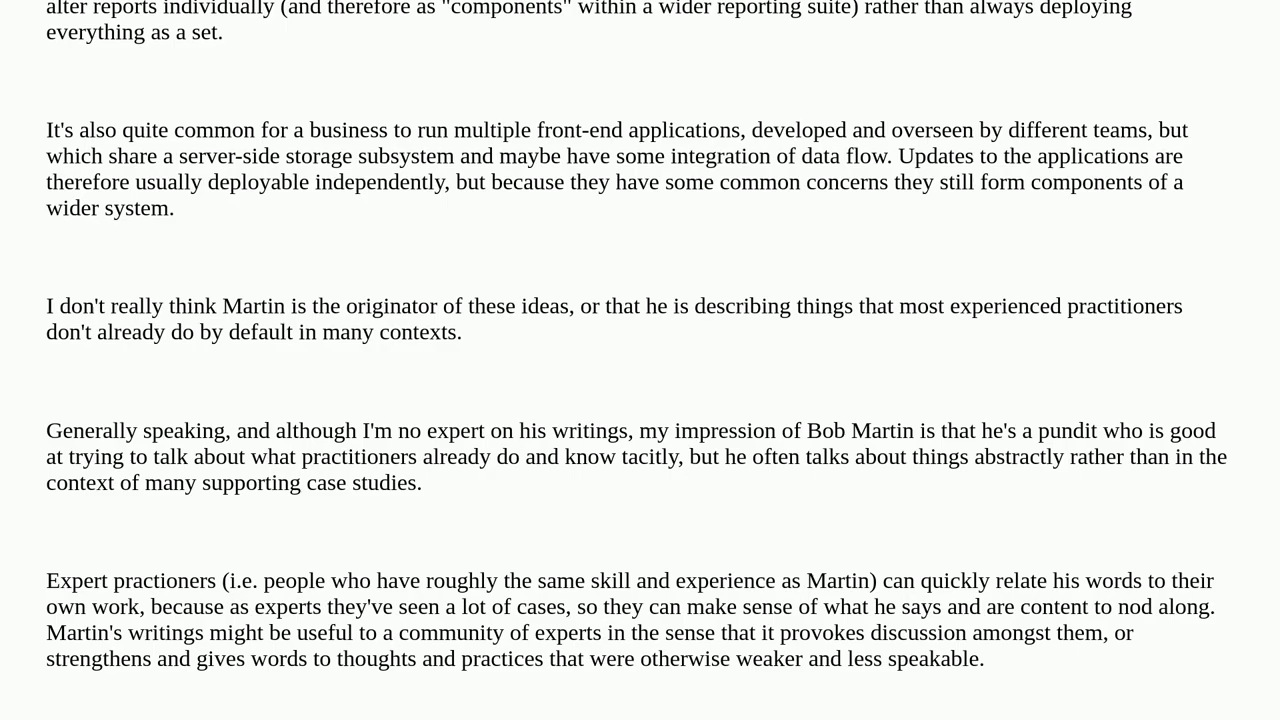 alter reports individually (and therefore as "components" within a wider reporting suite) rather than always deploying
everything as a set.
It's also quite common for a business to run multiple front-end applications, developed and overseen by different teams, but
which share a server-side storage subsystem and maybe have some integration of data flow. Updates to the applications are
therefore usually deployable independently, but because they have some common concerns they still form components of a
wider system.
I don't really think Martin is the originator of these ideas, or that he is describing things that most experienced practitioners
don't already do by default in many contexts.
Generally speaking, and although I'm no expert on his writings, my impression of Bob Martin is that he's a pundit who is good
at trying to talk about what practitioners already do and know tacitly, but he often talks about things abstractly rather than in the
context of many supporting case studies.
Expert practioners (i.e. people who have roughly the same skill and experience as Martin) can quickly relate his words to their
own work, because as experts they've seen a lot of cases, so they can make sense of what he says and are content to nod along.
Martin's writings might be useful to a community of experts in the sense that it provokes discussion amongst them, or
strengthens and gives words to thoughts and practices that were otherwise weaker and less speakable.